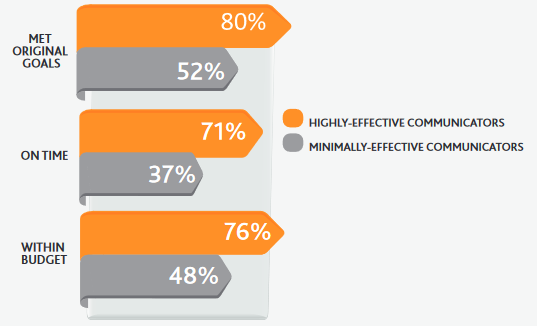 80%
MET
ORIGINAL
GOALS
52%
71%
HIGHLY-EFFECTIVE COMMUNICATORS
MINIMALLY-EFFECTIVE COMMUNICATORS
ON TIME
37%
76%
WITHIN
BUDGET
48%